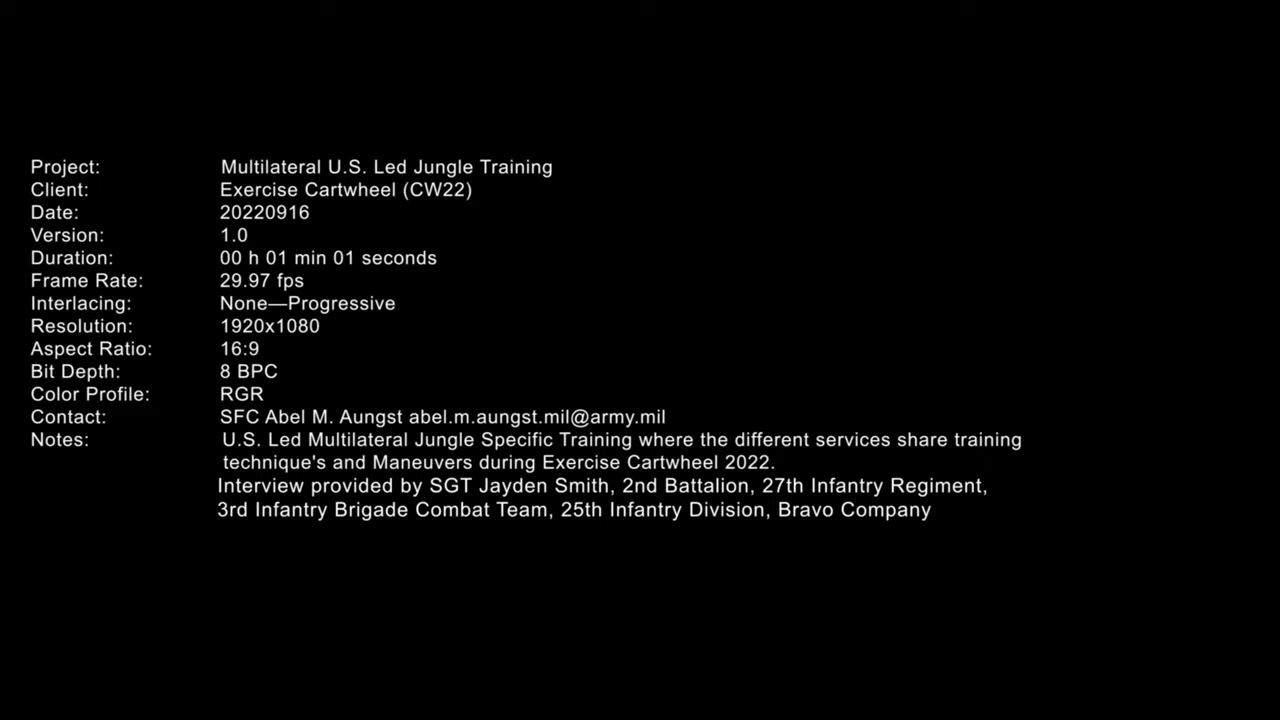 Project: Multilateral U.S. Led Jungle Training
Client: Exercise Cartwheel (CW22)
Date: 20220916
Version: 1.0
Duration: 00 h 01 min 01 seconds
Frame Rate: 29.97 fps
Interlacing: None—Progressive
Resolution: 1920x1080
Aspect Ratio: 16:9
Bit Depth: 8 BPC
Color Profile: RGR
Contact: SFC Abel M. Aungst abel.m.aungst.mil@army.mil
Notes: U.S. Led Multilateral Jungle Specific Training where the different services share training
technique's and Maneuvers during Exercise Cartwheel 2022.
Interview provided by SGT Jayden Smith, 2nd Battalion, 27th Infantry Regiment,
3rd Infantry Brigade Combat Team, 25th Infantry Division, Bravo Company